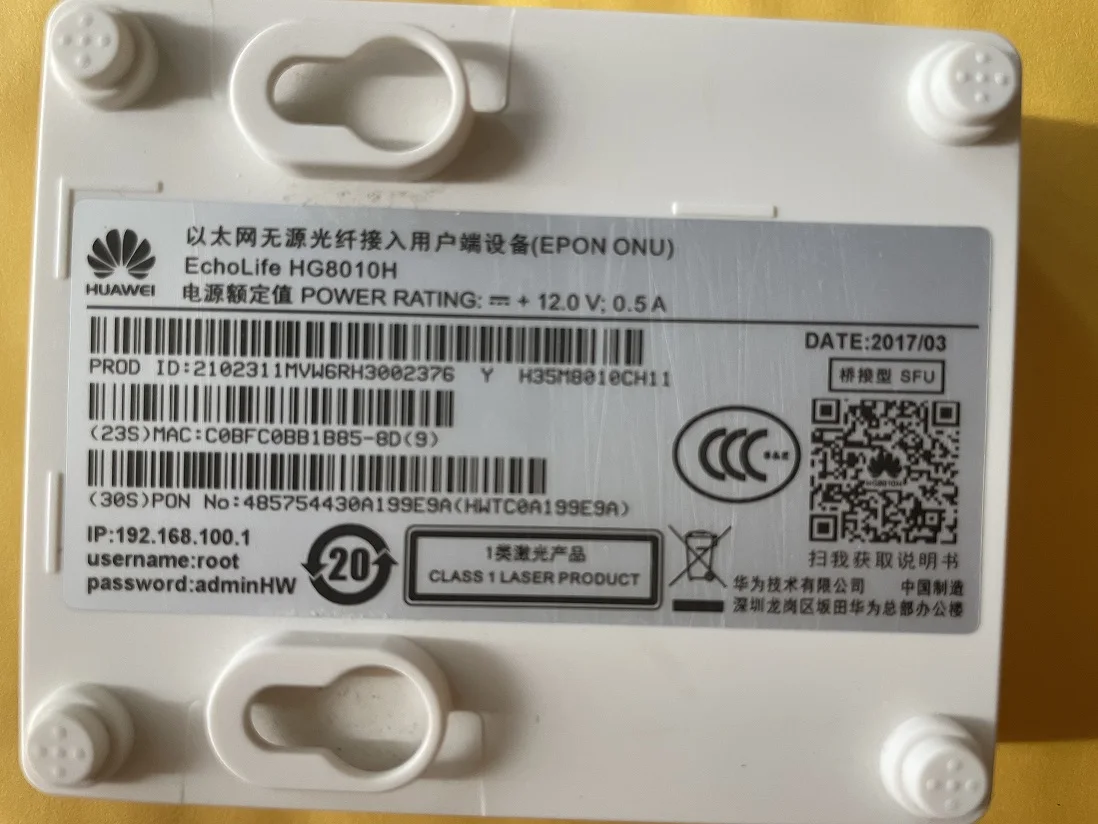 HUAWEI
以太网无源光纤接入用户端设备(EPON ONU)
EchoLife HG8010H
电源额定值 POWER RATING: ⎓ + 12.0 V; 0.5 A
DATE:2017/03
PROD ID:2102311MVW6RH3002376 Y H35M8010CH11
桥接型 SFU
(23S)MAC:C0BFC0BB1B85-8D(9)
CCC
HG8010H
(30S)PON No:485754430A199E9A(HWTC0A199E9A)
IP:192.168.100.1
username:root
password:adminHW
20
1类激光产品
CLASS 1 LASER PRODUCT
扫我获取说明书
华为技术有限公司 中国制造
深圳龙岗区坂田华为总部办公楼